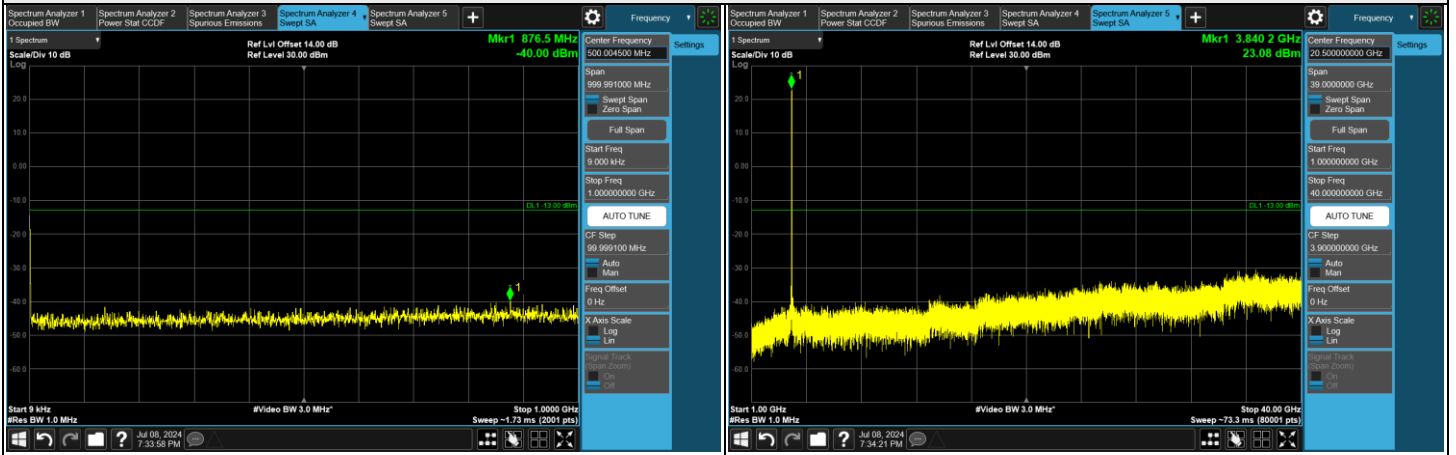 Spectrum Analyzer 1 Spectrum Analyzer 2 Spectrum Analyzer 3 Spectrum Analyzer 4 Spectrum Analyzer 5
Occupied BW Power Stat CCDF Spurious Emissions Swept SA Swept SA
Frequency
1 Spectrum
Scale/Div 10 dB
Log
Ref Lvl Offset 14.00 dB
Ref Level 30.00 dBm
Mkr1 876.5 MHz
-40.00 dBm
1
20.0
10.0
0.00
-10.0
DL1 -13.00 dBm
-20.0
-30.0
-40.0
-50.0
-60.0
Start 9 kHz
#Res BW 1.0 MHz
#Video BW 3.0 MHz*
Stop 1.0000 GHz
Sweep ~1.73 ms (2001 pts)
Jul 08, 2024
7:33:58 PM
?
Center Frequency
500.004500 MHz
Settings
Span
999.991000 MHz
Swept Span
Zero Span
Full Span
Start Freq
9.000 kHz
Stop Freq
1.000000000 GHz
AUTO TUNE
CF Step
99.999100 MHz
Auto
Man
Freq Offset
0 Hz
X Axis Scale
Log
Lin
Signal Track
(Span Zoom)
On
Off
Spectrum Analyzer 1 Spectrum Analyzer 2 Spectrum Analyzer 3 Spectrum Analyzer 4 Spectrum Analyzer 5
Occupied BW Power Stat CCDF Spurious Emissions Swept SA Swept SA
Frequency
1 Spectrum
Scale/Div 10 dB
Log
Ref Lvl Offset 14.00 dB
Ref Level 30.00 dBm
Mkr1 3.840 2 GHz
23.08 dBm
1
20.0
10.0
0.00
-10.0
DL1 -13.00 dBm
-20.0
-30.0
-40.0
-50.0
-60.0
Start 1.00 GHz
#Res BW 1.0 MHz
#Video BW 3.0 MHz*
Stop 40.00 GHz
Sweep ~73.3 ms (80001 pts)
Jul 08, 2024
7:34:21 PM
?
Center Frequency
20.500000000 GHz
Settings
Span
39.0000000 GHz
Swept Span
Zero Span
Full Span
Start Freq
1.000000000 GHz
Stop Freq
40.000000000 GHz
AUTO TUNE
CF Step
3.900000000 GHz
Auto
Man
Freq Offset
0 Hz
X Axis Scale
Log
Lin
Signal Track
(Span Zoom)
On
Off